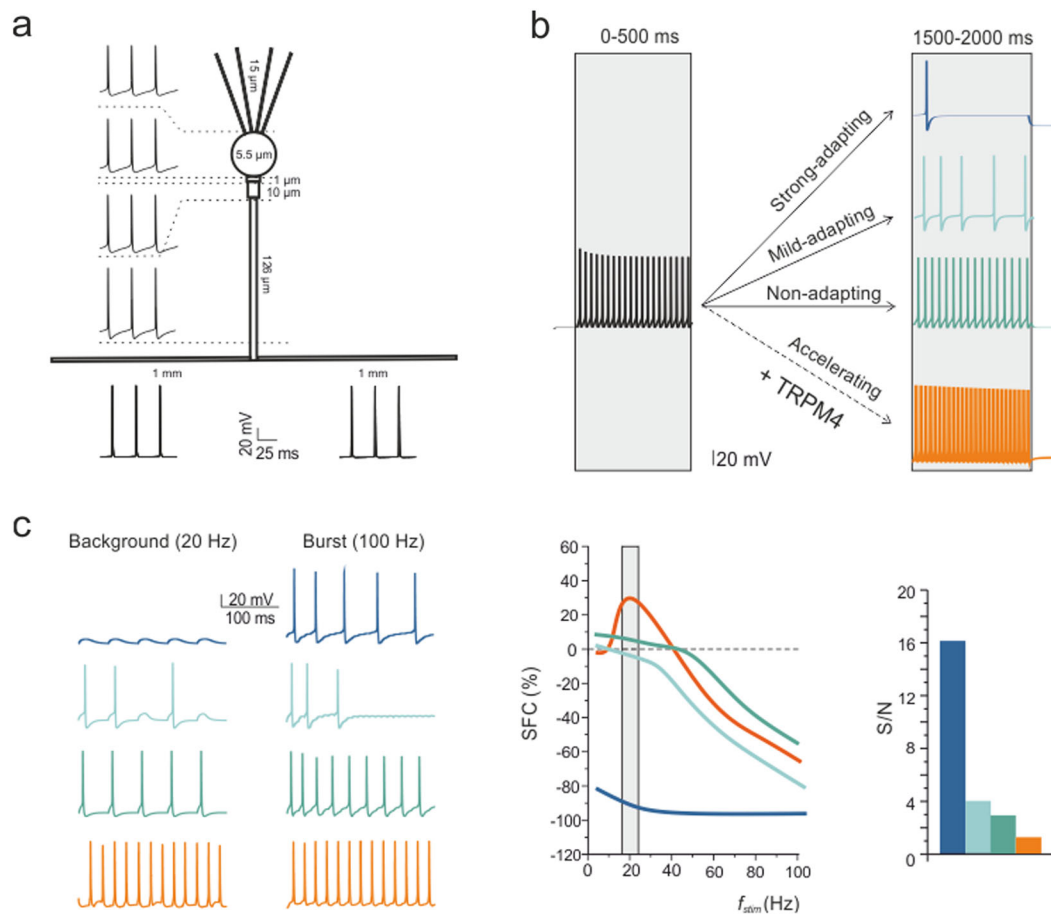 a
15 µm
5.5 µm
1 µm
10 µm
126 µm
1 mm
1 mm
20 mV
25 ms
b
0-500 ms
1500-2000 ms
Strong-adapting
Mild-adapting
Non-adapting
Accelerating
+ TRPM4
20 mV
c
Background (20 Hz)
Burst (100 Hz)
20 mV
100 ms
SFC (%)
60
40
20
0
-20
-40
-60
-80
-100
-120
0 20 40 60 80 100
f stim (Hz)
S/N
20
16
12
8
4
0